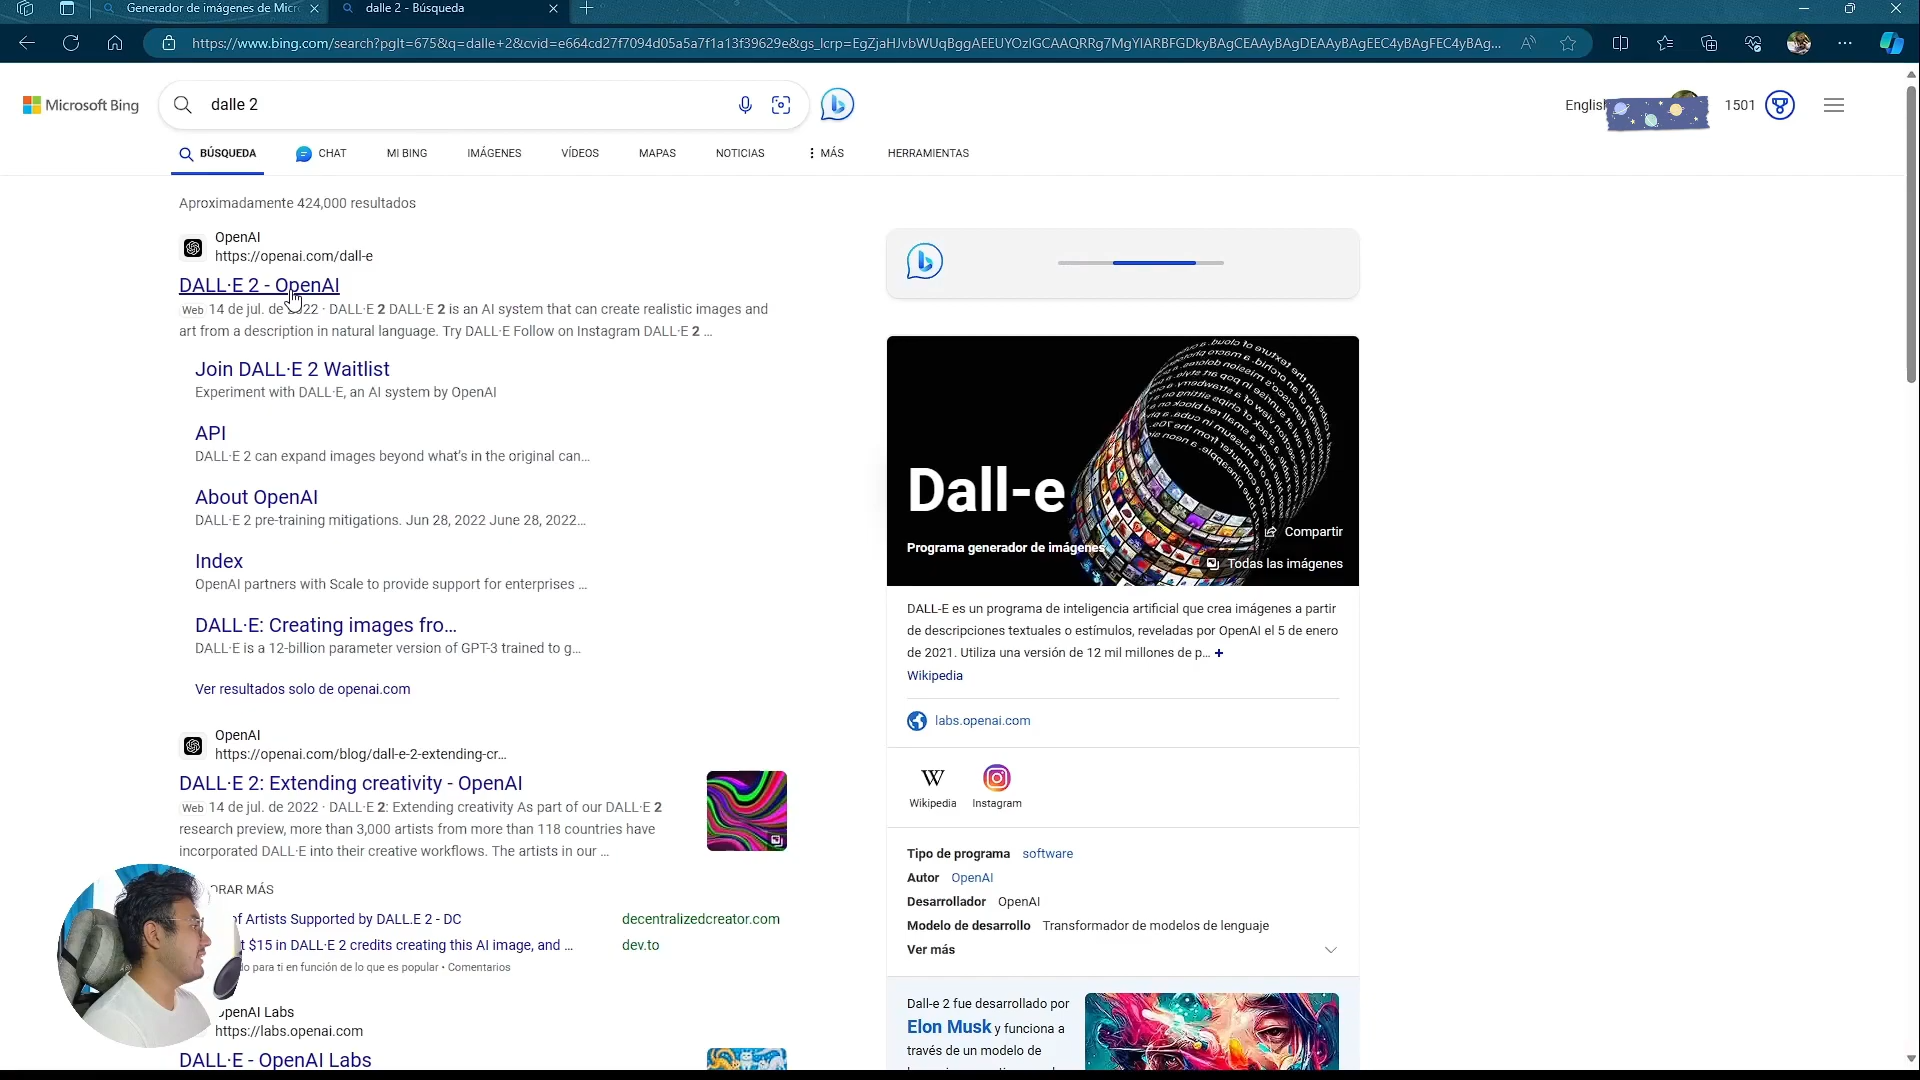 Generador de imágenes de Micr
dalle 2 - Búsqueda
https://www.bing.com/search?pglt=675&q=dalle+2&cvid=e664cd27f7094d05a5a7f1a13f39629e&gs_lcrp=EgZjaHJvbWUqBggAEEUYOzIGCAAQRRg7MgYIARBFGDkyBAgCEAAyBAgDEAAyBAgEEC4yBAgFEC4yBAg...
Microsoft Bing
dalle 2
English
1501
BÚSQUEDA
CHAT
MI BING
IMÁGENES
VÍDEOS
MAPAS
NOTICIAS
MÁS
HERRAMIENTAS
Aproximadamente 424,000 resultados
OpenAI
https://openai.com/dall-e
DALL·E 2 - OpenAI
Web 14 de jul. de 2022 · DALL·E 2 DALL·E 2 is an AI system that can create realistic images and
art from a description in natural language. Try DALL·E Follow on Instagram DALL·E 2 ...
Join DALL·E 2 Waitlist
Experiment with DALL·E, an AI system by OpenAI
API
DALL·E 2 can expand images beyond what's in the original can...
About OpenAI
DALL·E 2 pre-training mitigations. Jun 28, 2022 June 28, 2022...
Index
OpenAI partners with Scale to provide support for enterprises ...
DALL·E: Creating images fro...
DALL·E is a 12-billion parameter version of GPT-3 trained to g...
Ver resultados solo de openai.com
OpenAI
https://openai.com/blog/dall-e-2-extending-cr...
DALL·E 2: Extending creativity - OpenAI
Web 14 de jul. de 2022 · DALL·E 2: Extending creativity As part of our DALL·E 2
research preview, more than 3,000 artists from more than 118 countries have
incorporated DALL·E into their creative workflows. The artists in our ...
ORAR MÁS
of Artists Supported by DALL.E 2 - DC
decentralizedcreator.com
t $15 in DALL·E 2 credits creating this AI image, and ...
dev.to
do para ti en función de lo que es popular • Comentarios
OpenAI Labs
https://labs.openai.com
DALL·E - OpenAI Labs
Dall-e
Programa generador de imágenes
Compartir
Todas las imágenes
DALL-E es un programa de inteligencia artificial que crea imágenes a partir
de descripciones textuales o estímulos, reveladas por OpenAI el 5 de enero
de 2021. Utiliza una versión de 12 mil millones de p... +
Wikipedia
labs.openai.com
Wikipedia
Instagram
Tipo de programa software
Autor OpenAI
Desarrollador OpenAI
Modelo de desarrollo Transformador de modelos de lenguaje
Ver más
Dall-e 2 fue desarrollado por
Elon Musk y funciona a
través de un modelo de